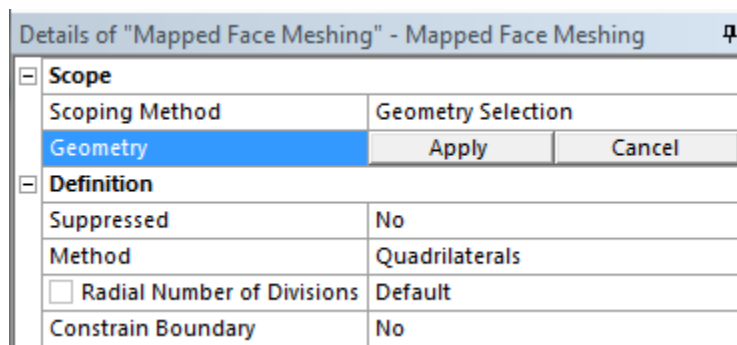 Details of "Mapped Face Meshing" - Mapped Face Meshing
Scope
Scoping Method Geometry Selection
Geometry Apply Cancel
Definition
Suppressed No
Method Quadrilaterals
Radial Number of Divisions Default
Constrain Boundary No